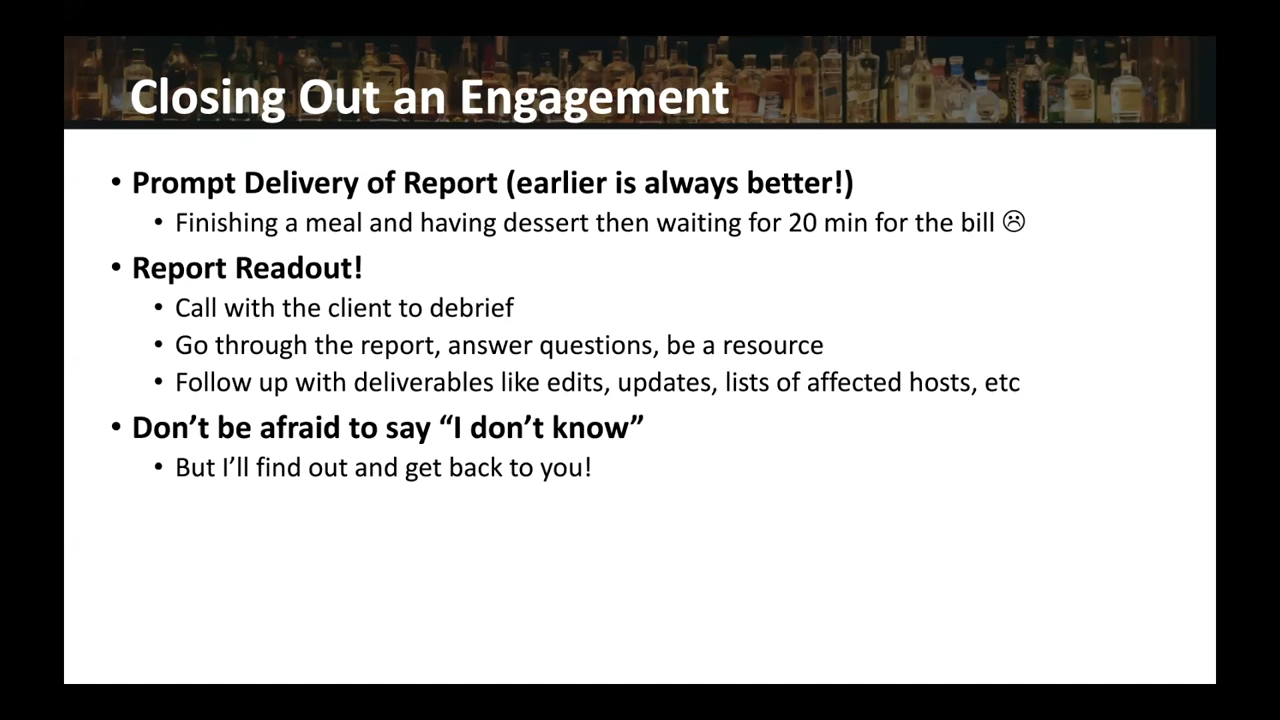 Closing Out an Engagement
• Prompt Delivery of Report (earlier is always better!)
• Finishing a meal and having dessert then waiting for 20 min for the bill ☹
• Report Readout!
• Call with the client to debrief
• Go through the report, answer questions, be a resource
• Follow up with deliverables like edits, updates, lists of affected hosts, etc
• Don’t be afraid to say “I don’t know”
• But I’ll find out and get back to you!